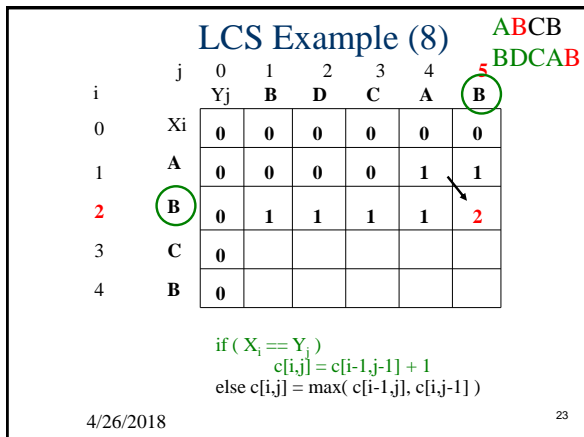 LCS Example (8)
ABCB
BDCAB
j 0 1 2 3 4 5
i Yj B D C A B
0 Xi 0 0 0 0 0 0
1 A 0 0 0 0 1 1
2 B 0 1 1 1 1 2
3 C 0
4 B 0
if ( Xi == Yj )
c[i,j] = c[i-1,j-1] + 1
else c[i,j] = max( c[i-1,j], c[i,j-1] )
4/26/2018 23